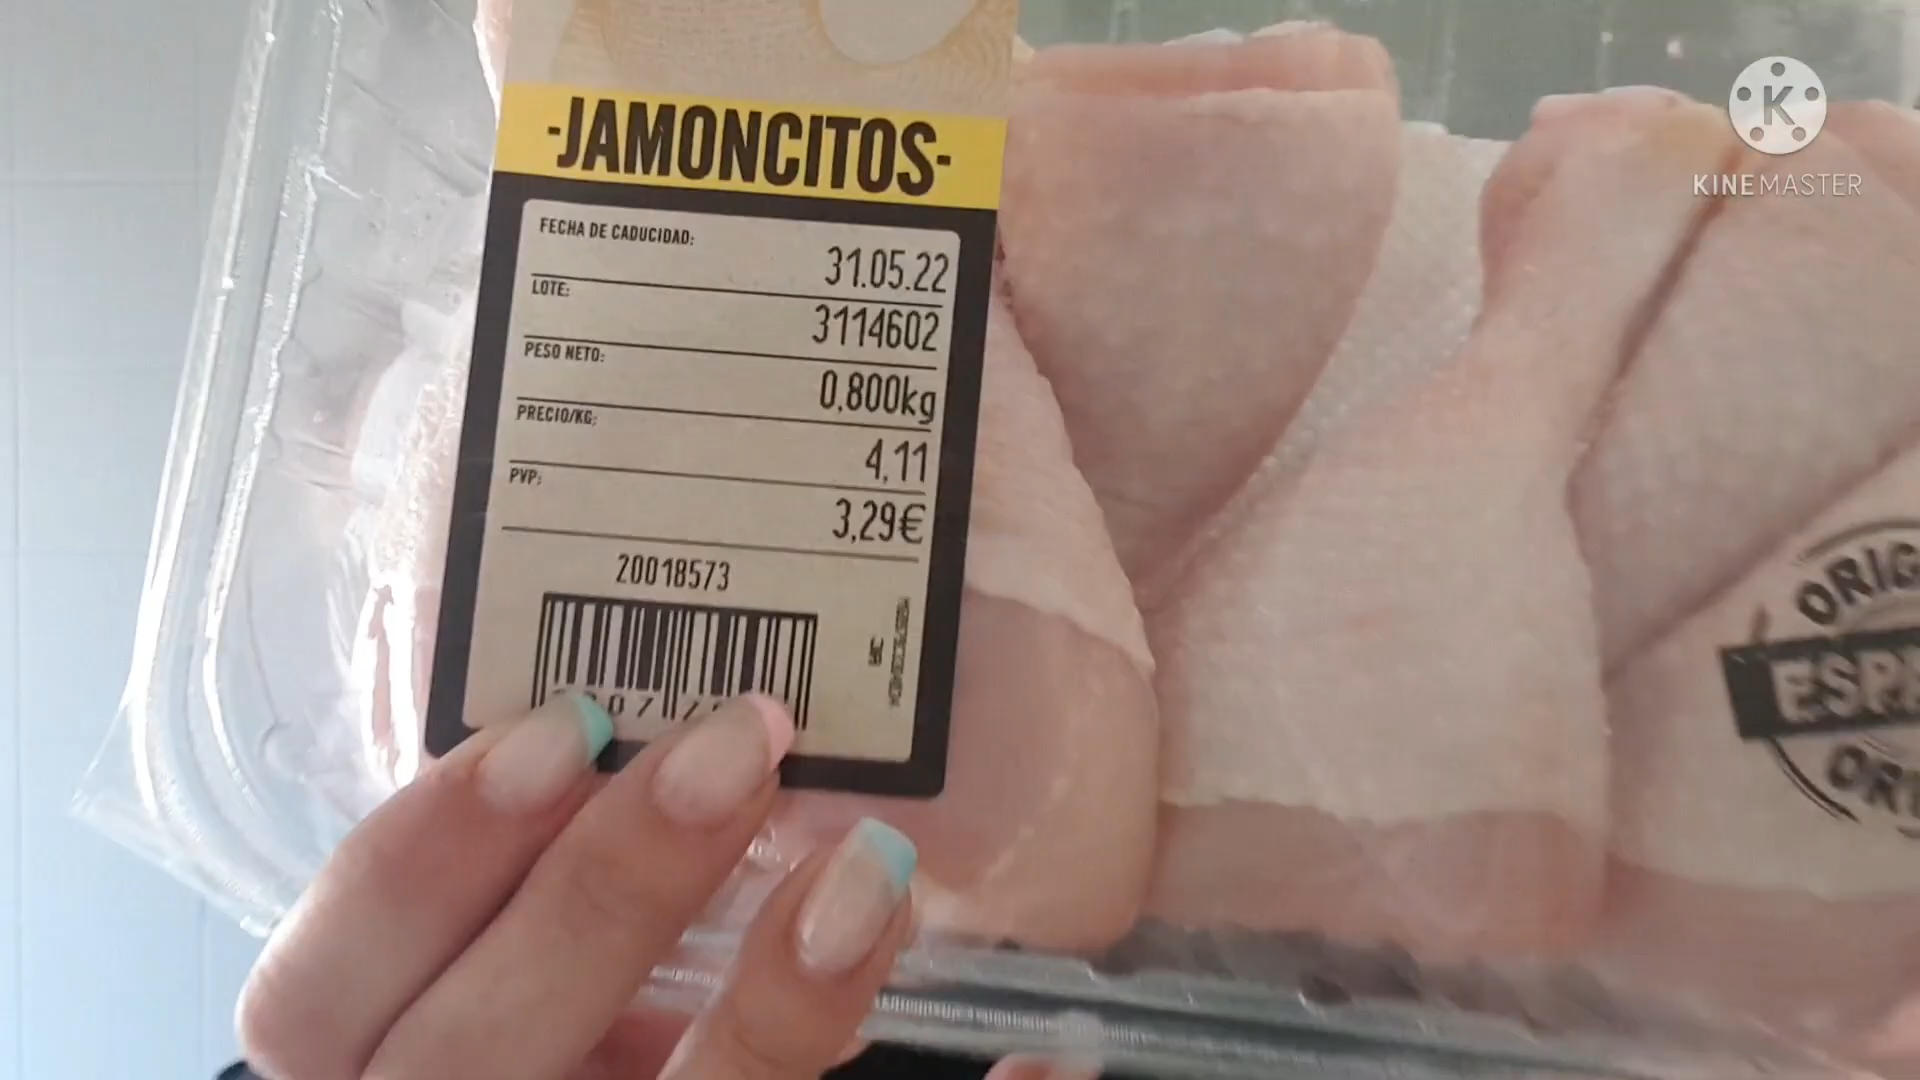 -JAMONCITOS-
FECHA DE CADUCIDAD:
31.05.22
LOTE:
3114602
PESO NETO:
0,800kg
PRECIO/KG:
4,11
PVP:
3,29€
20018573
3A
K
KINEMASTER